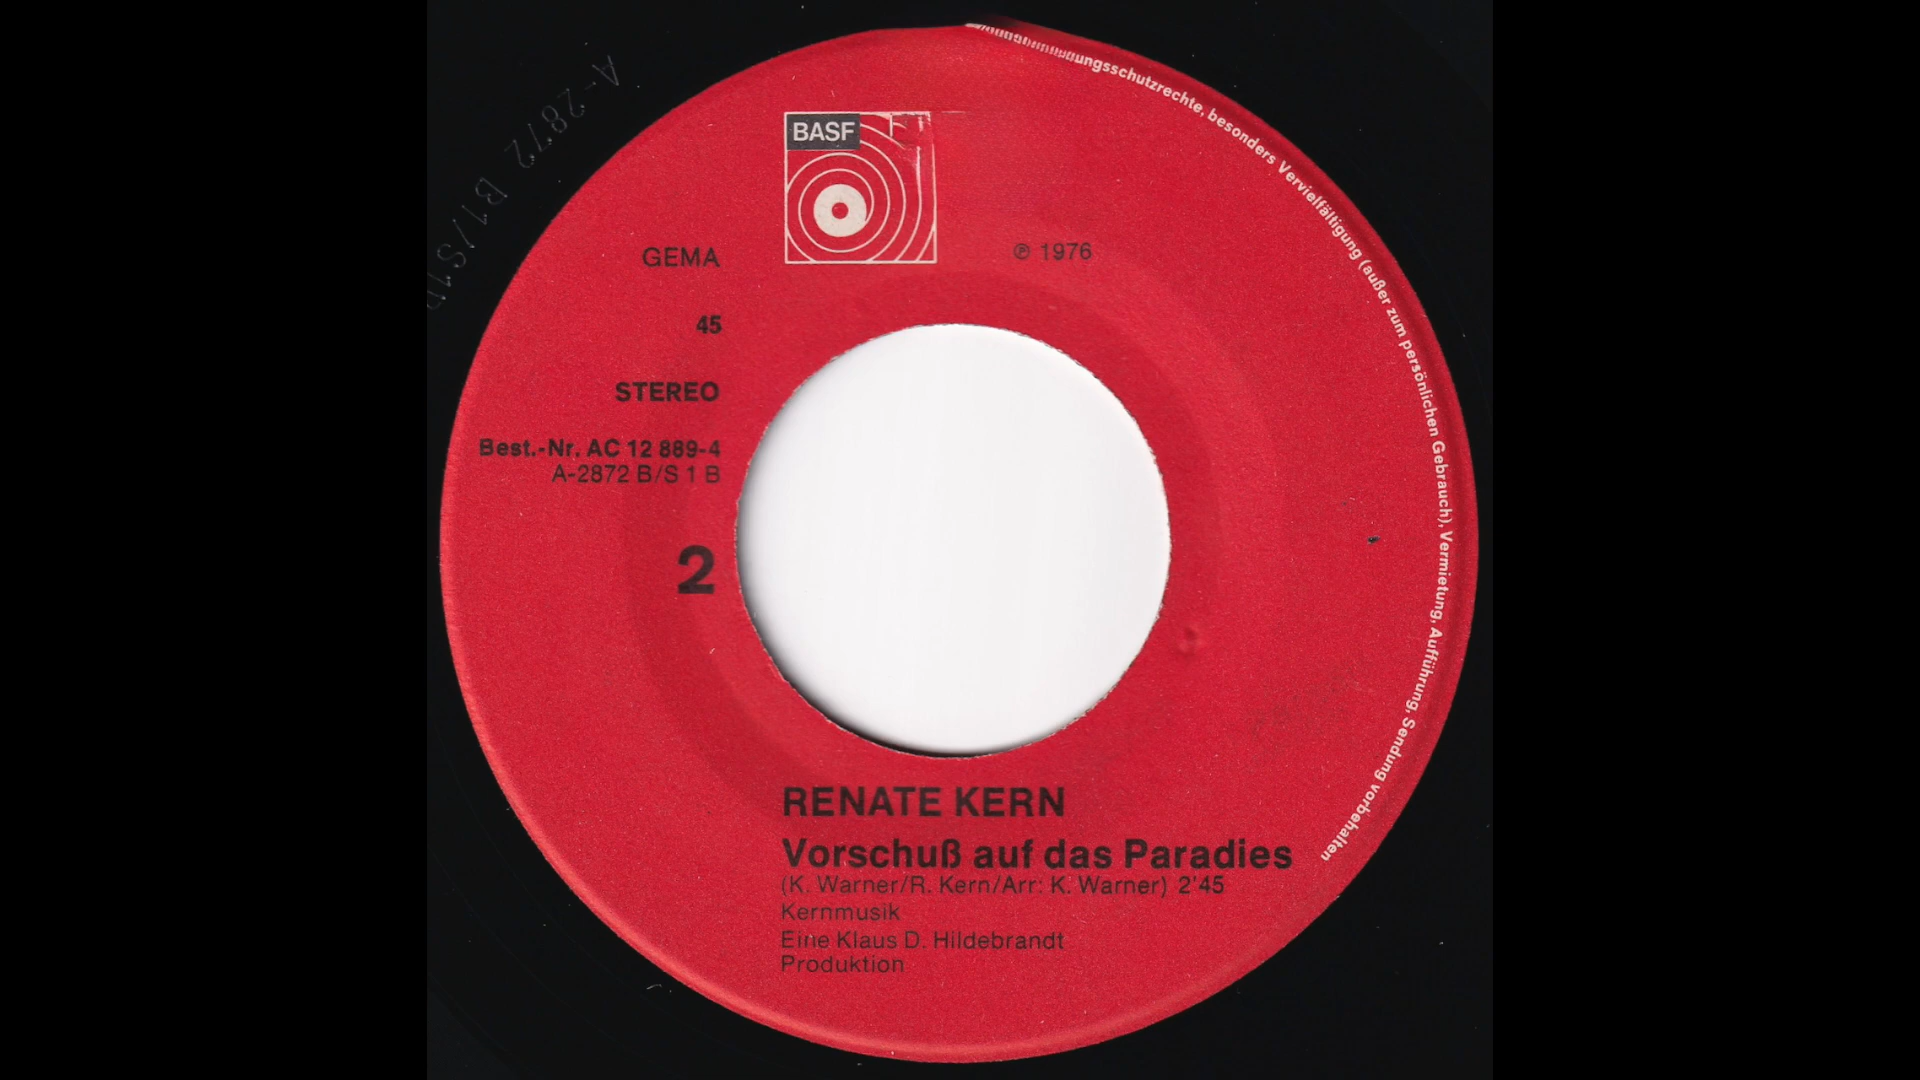 BASF
GEMA
℗ 1976
45
STEREO
Best.-Nr. AC 12 889-4
A-2872 B/S 1 B
2
RENATE KERN
Vorschuß auf das Paradies
(K. Warner/R. Kern/Arr: K. Warner) 2'45
Kernmusik
Eine Klaus D. Hildebrandt
Produktion
besonders Vervielfältigung (außer zum persönlichen Gebrauch), Vermietung, Aufführung, Sendung vorbehalten
A-2872 B1/S1